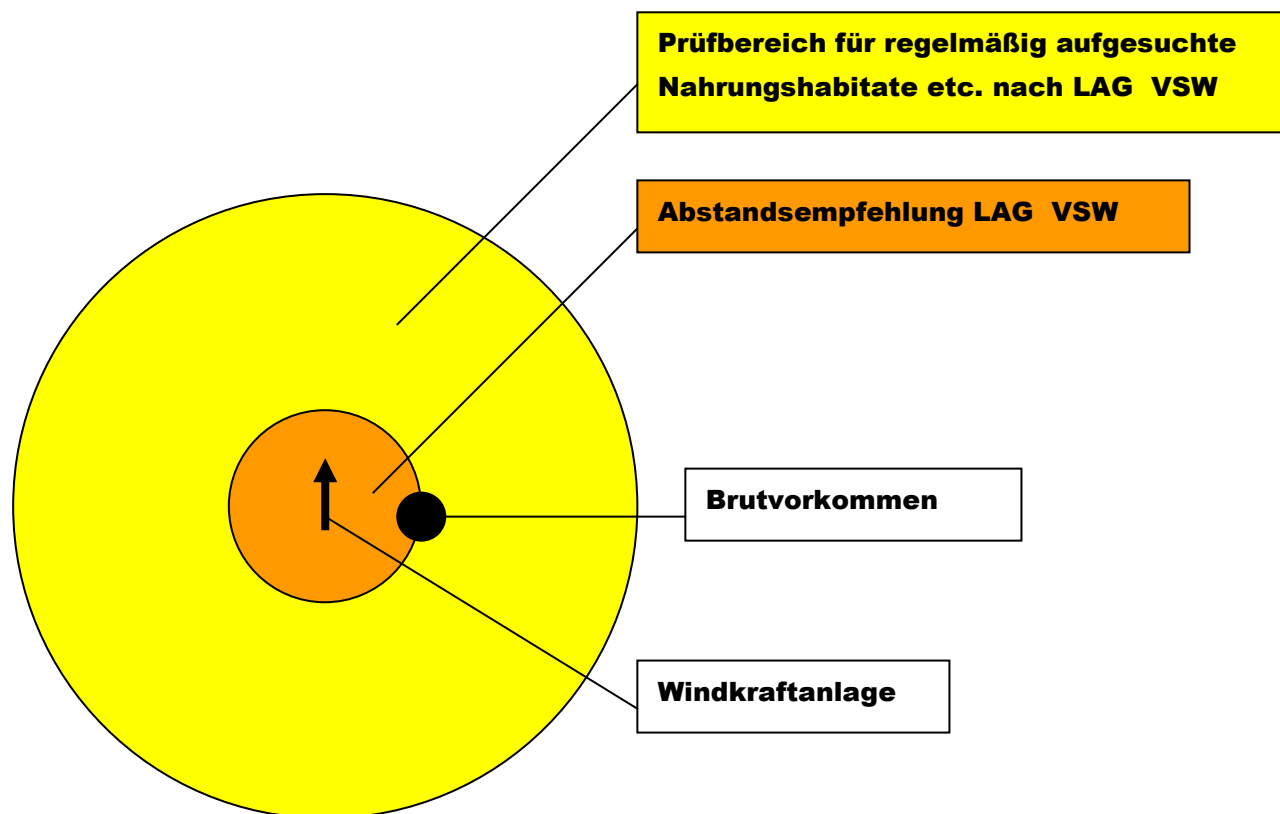 Prüfbereich für regelmäßig aufgesuchte
Nahrungshabitate etc. nach LAG VSW
Abstandsempfehlung LAG VSW
Brutvorkommen
Windkraftanlage